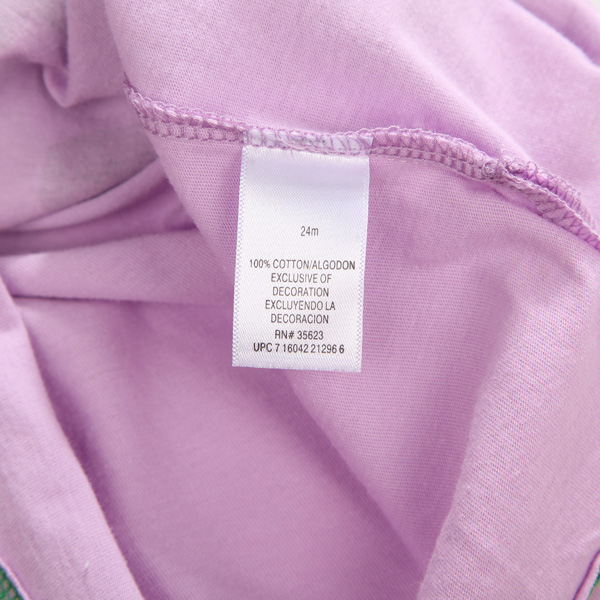 24m
100% COTTON/ALGODON
EXCLUSIVE OF
DECORATION
EXCLUYENDO LA
DECORACION
RN# 35623
UPC 7 16042 21296 6